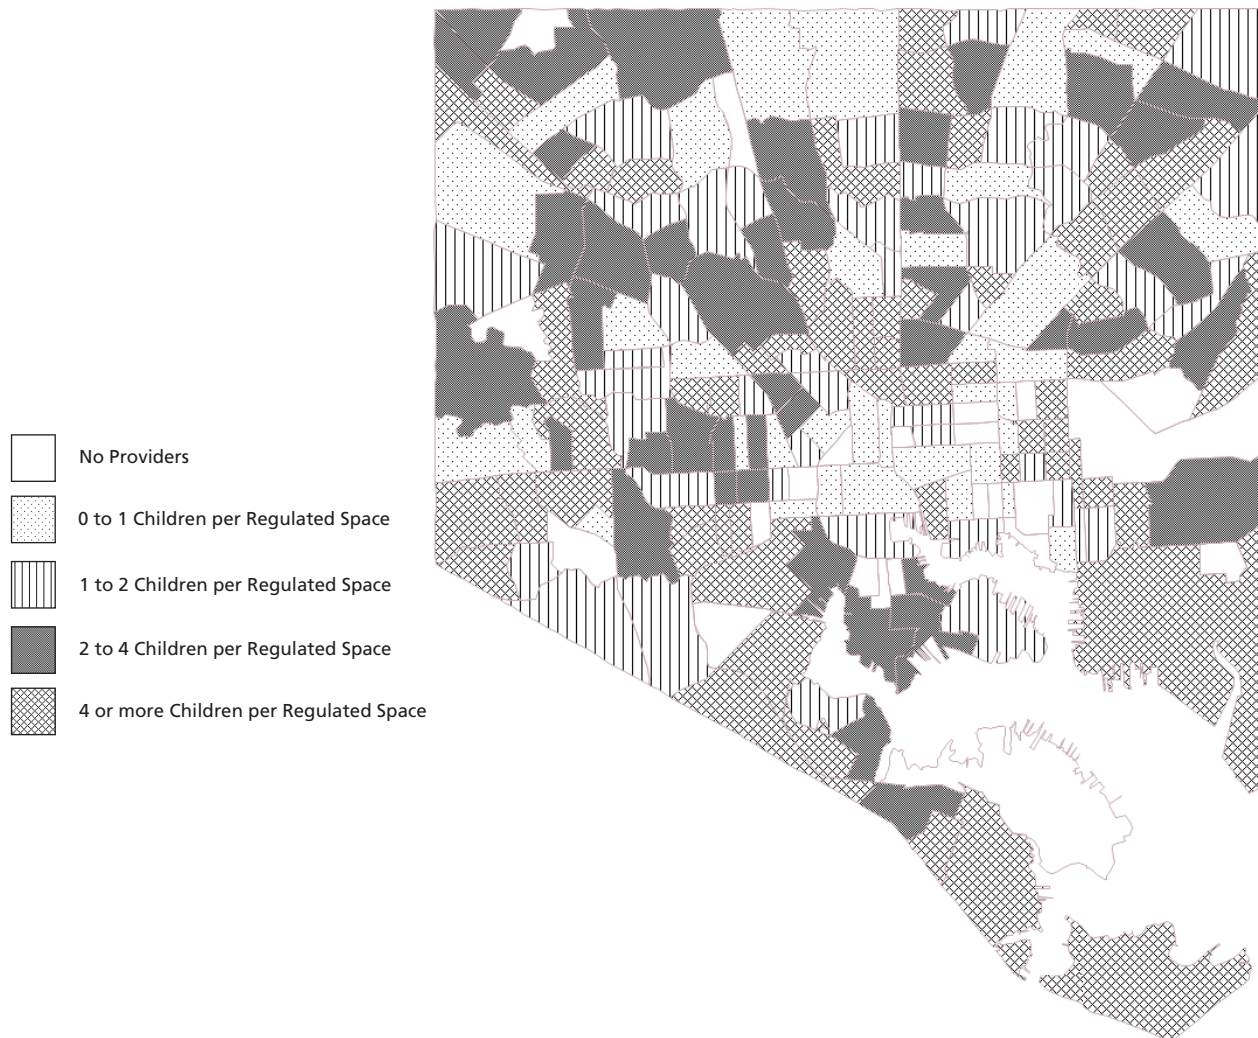 No Providers
0 to 1 Children per Regulated Space
1 to 2 Children per Regulated Space
2 to 4 Children per Regulated Space
4 or more Children per Regulated Space